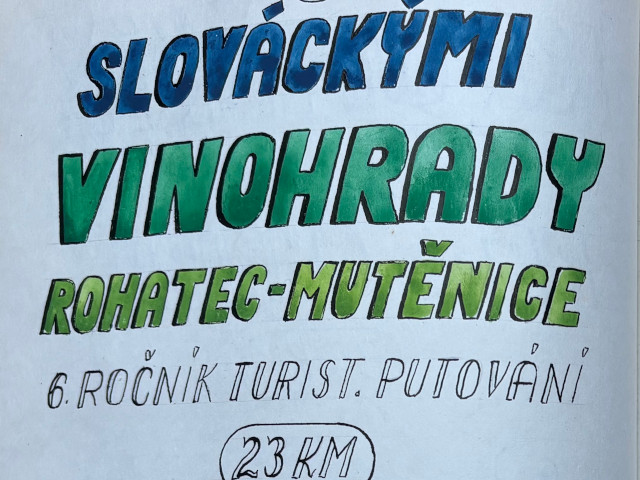 SLOVÁCKÝMI
VINOHRADY
ROHATEC-MUTĚNICE
6. ROČNÍK TURIST. PUTOVÁNÍ
23 KM